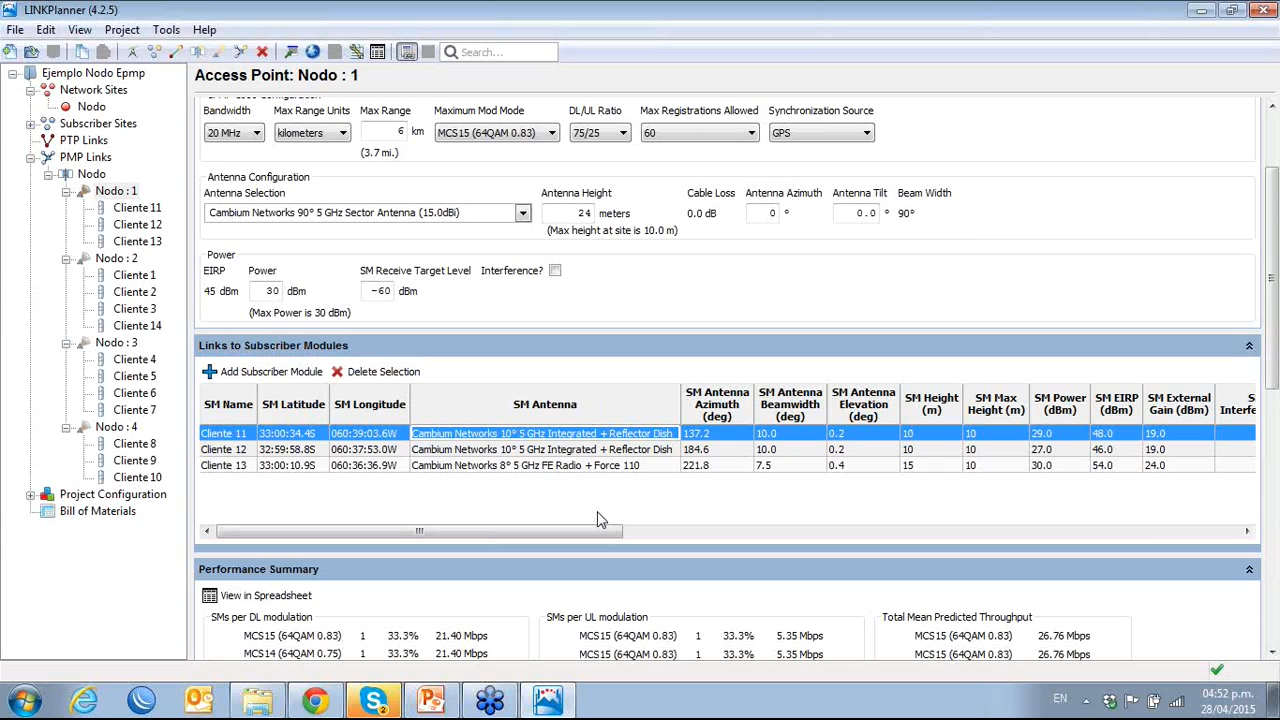 LINKPlanner (4.2.5)
File Edit View Project Tools Help
Search...
Ejemplo Nodo Epmp
Network Sites
Nodo
Subscriber Sites
PTP Links
PMP Links
Nodo
Nodo : 1
Cliente 11
Cliente 12
Cliente 13
Nodo : 2
Cliente 1
Cliente 2
Cliente 3
Cliente 14
Nodo : 3
Cliente 4
Cliente 5
Cliente 6
Cliente 7
Nodo : 4
Cliente 8
Cliente 9
Cliente 10
Project Configuration
Bill of Materials
Access Point: Nodo : 1
Bandwidth Max Range Units Max Range Maximum Mod Mode DL/UL Ratio Max Registrations Allowed Synchronization Source
20 MHz kilometers 6 km MCS15 (64QAM 0.83) 75/25 60 GPS
(3.7 mi.)
Antenna Configuration
Antenna Selection Antenna Height Cable Loss Antenna Azimuth Antenna Tilt Beam Width
Cambium Networks 90° 5 GHz Sector Antenna (15.0dBi) 24 meters 0.0 dB 0 ° 0.0 ° 90°
(Max height at site is 10.0 m)
Power
EIRP Power SM Receive Target Level Interference?
45 dBm 30 dBm -60 dBm
(Max Power is 30 dBm)
Links to Subscriber Modules
Add Subscriber Module Delete Selection
SM Name SM Latitude SM Longitude SM Antenna SM Antenna Azimuth (deg) SM Antenna Beamwidth (deg) SM Antenna Elevation (deg) SM Height (m) SM Max Height (m) SM Power (dBm) SM EIRP (dBm) SM External Gain (dBm)
Cliente 11 33:00:34.4S 060:39:03.6W Cambium Networks 10° 5 GHz Integrated + Reflector Dish 137.2 10.0 0.2 10 10 29.0 48.0 19.0
Cliente 12 32:59:58.8S 060:37:53.0W Cambium Networks 10° 5 GHz Integrated + Reflector Dish 184.6 10.0 0.2 10 10 27.0 46.0 19.0
Cliente 13 33:00:10.9S 060:36:36.9W Cambium Networks 8° 5 GHz FE Radio + Force 110 221.8 7.5 0.4 15 10 30.0 54.0 24.0
Performance Summary
View in Spreadsheet
SMs per DL modulation SMs per UL modulation Total Mean Predicted Throughput
MCS15 (64QAM 0.83) 1 33.3% 21.40 Mbps MCS15 (64QAM 0.83) 1 33.3% 5.35 Mbps MCS15 (64QAM 0.83) 26.76 Mbps
MCS14 (64QAM 0.75) 1 33.3% 21.40 Mbps MCS15 (64QAM 0.83) 1 33.3% 5.35 Mbps MCS15 (64QAM 0.83) 26.76 Mbps
EN 04:52 p.m.
28/04/2015